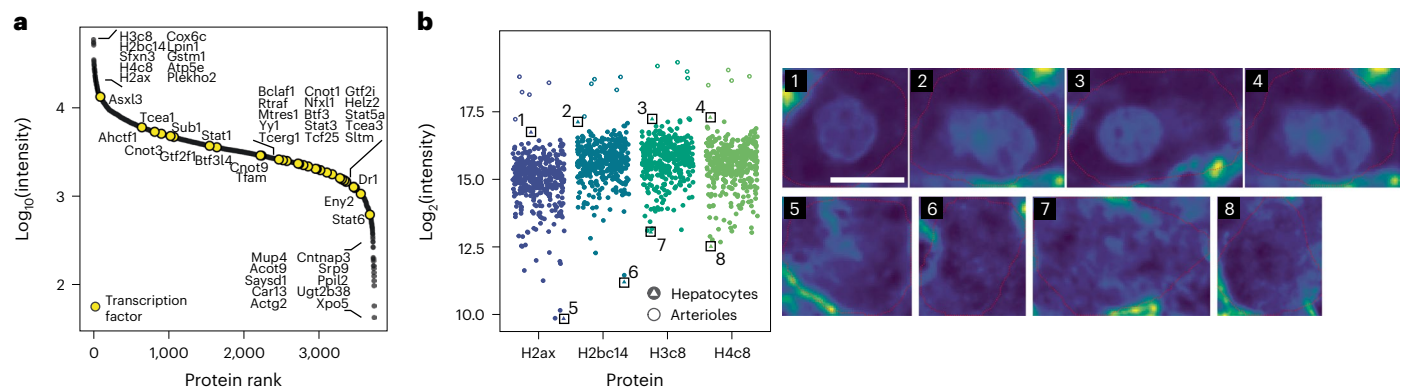 a
Log10(intensity)
4
3
2
0
1,000
2,000
3,000
Protein rank
H3c8 Cox6c
H2bc14 Lpin1
Sfxn3 Gstm1
H4c8 Atp5e
H2ax Plekho2
Asxl3
Tcea1
Ahctf1
Sub1
Cnot3
Gtf2f1
Stat1
Btf3l4
Cnot9
Tfam
Bclaf1 Cnot1 Gtf2i
Rtraf Nfxl1 Helz2
Mtres1 Btf3 Stat5a
Yy1 Stat3 Tcea3
Tcerg1 Tcf25 Sltm
Dr1
Eny2
Stat6
Mup4 Cntnap3
Acot9 Srp9
Saysd1 Ppil2
Car13 Ugt2b38
Actg2 Xpo5
Transcription
factor
b
Log2(intensity)
17.5
15.0
12.5
10.0
1
2
3
4
5
6
7
8
Hepatocytes
Arterioles
H2ax
H2bc14
H3c8
H4c8
Protein
1
2
3
4
5
6
7
8